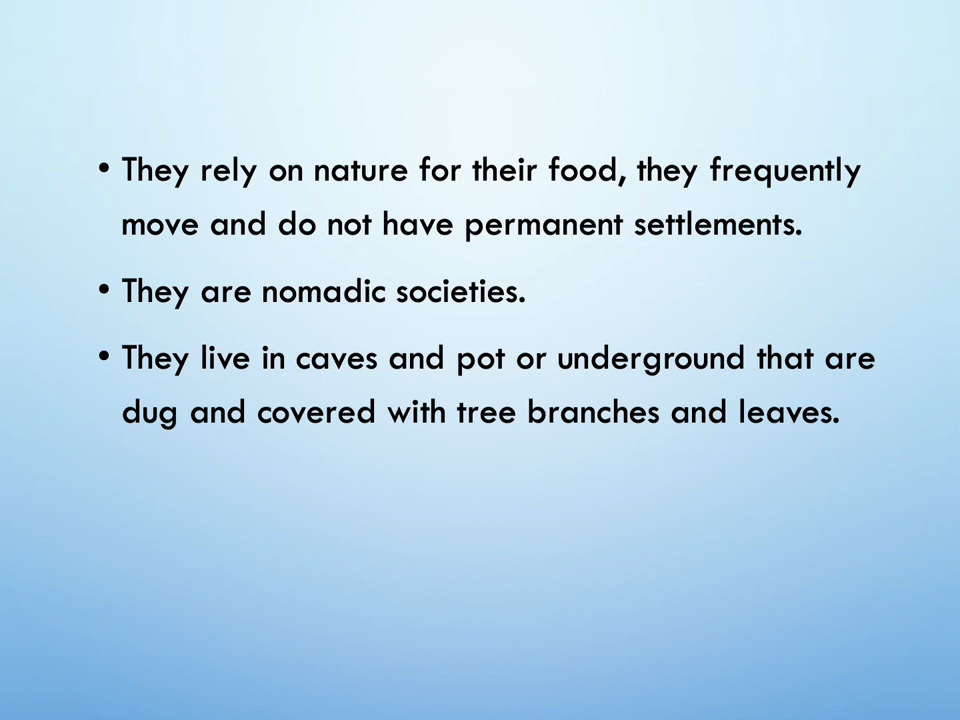 • They rely on nature for their food, they frequently
move and do not have permanent settlements.
• They are nomadic societies.
• They live in caves and pot or underground that are
dug and covered with tree branches and leaves.